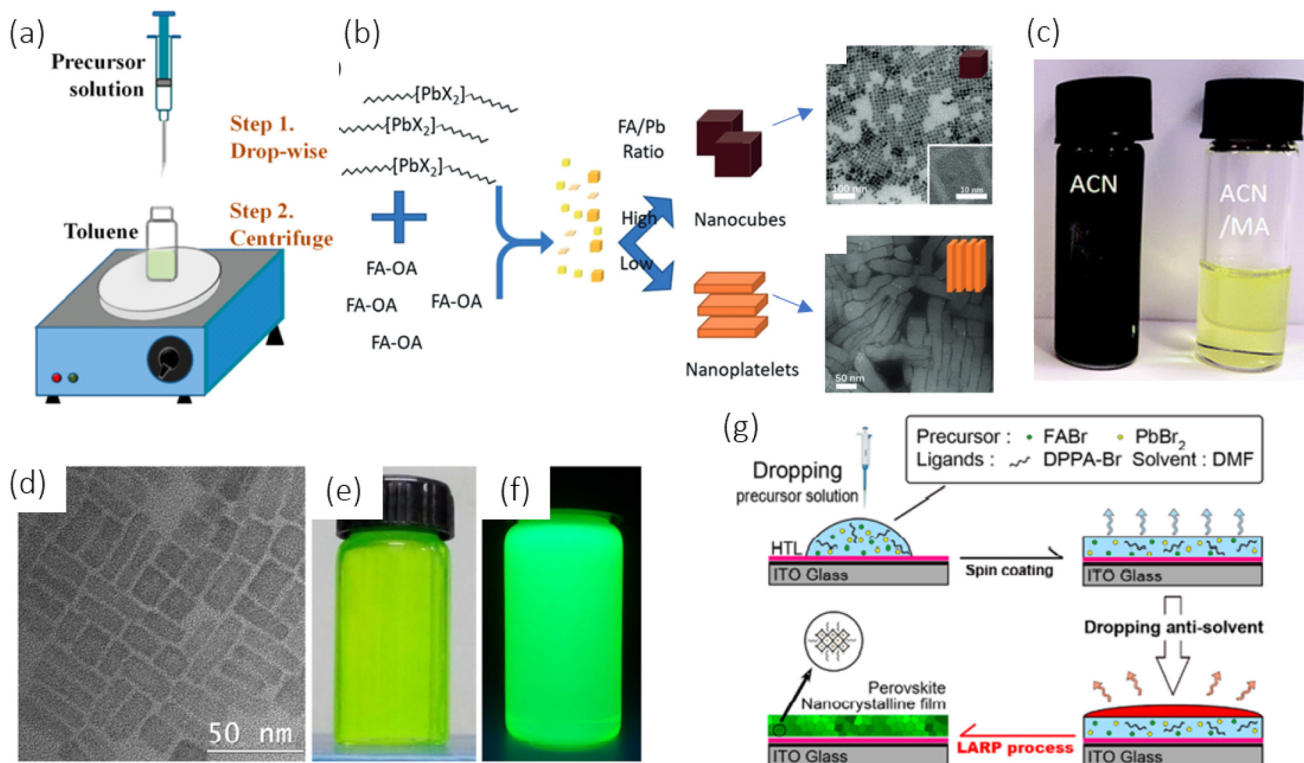 (a)
Precursor
solution
Step 1.
Drop-wise
Step 2.
Centrifuge
Toluene
(b)
[PbX2]
[PbX2]
[PbX2]
FA-OA
FA-OA
FA-OA
FA-OA
High
Low
FA/Pb
Ratio
Nanocubes
Nanoplatelets
100 nm
10 nm
50 nm
(c)
ACN
ACN
/MA
(d)
50 nm
(e)
(f)
(g)
Precursor : FABr PbBr2
Ligands : DPPA-Br Solvent : DMF
Dropping
precursor solution
HTL
ITO Glass
Spin coating
ITO Glass
Dropping anti-solvent
Perovskite
Nanocrystalline film
ITO Glass
LARP process
ITO Glass